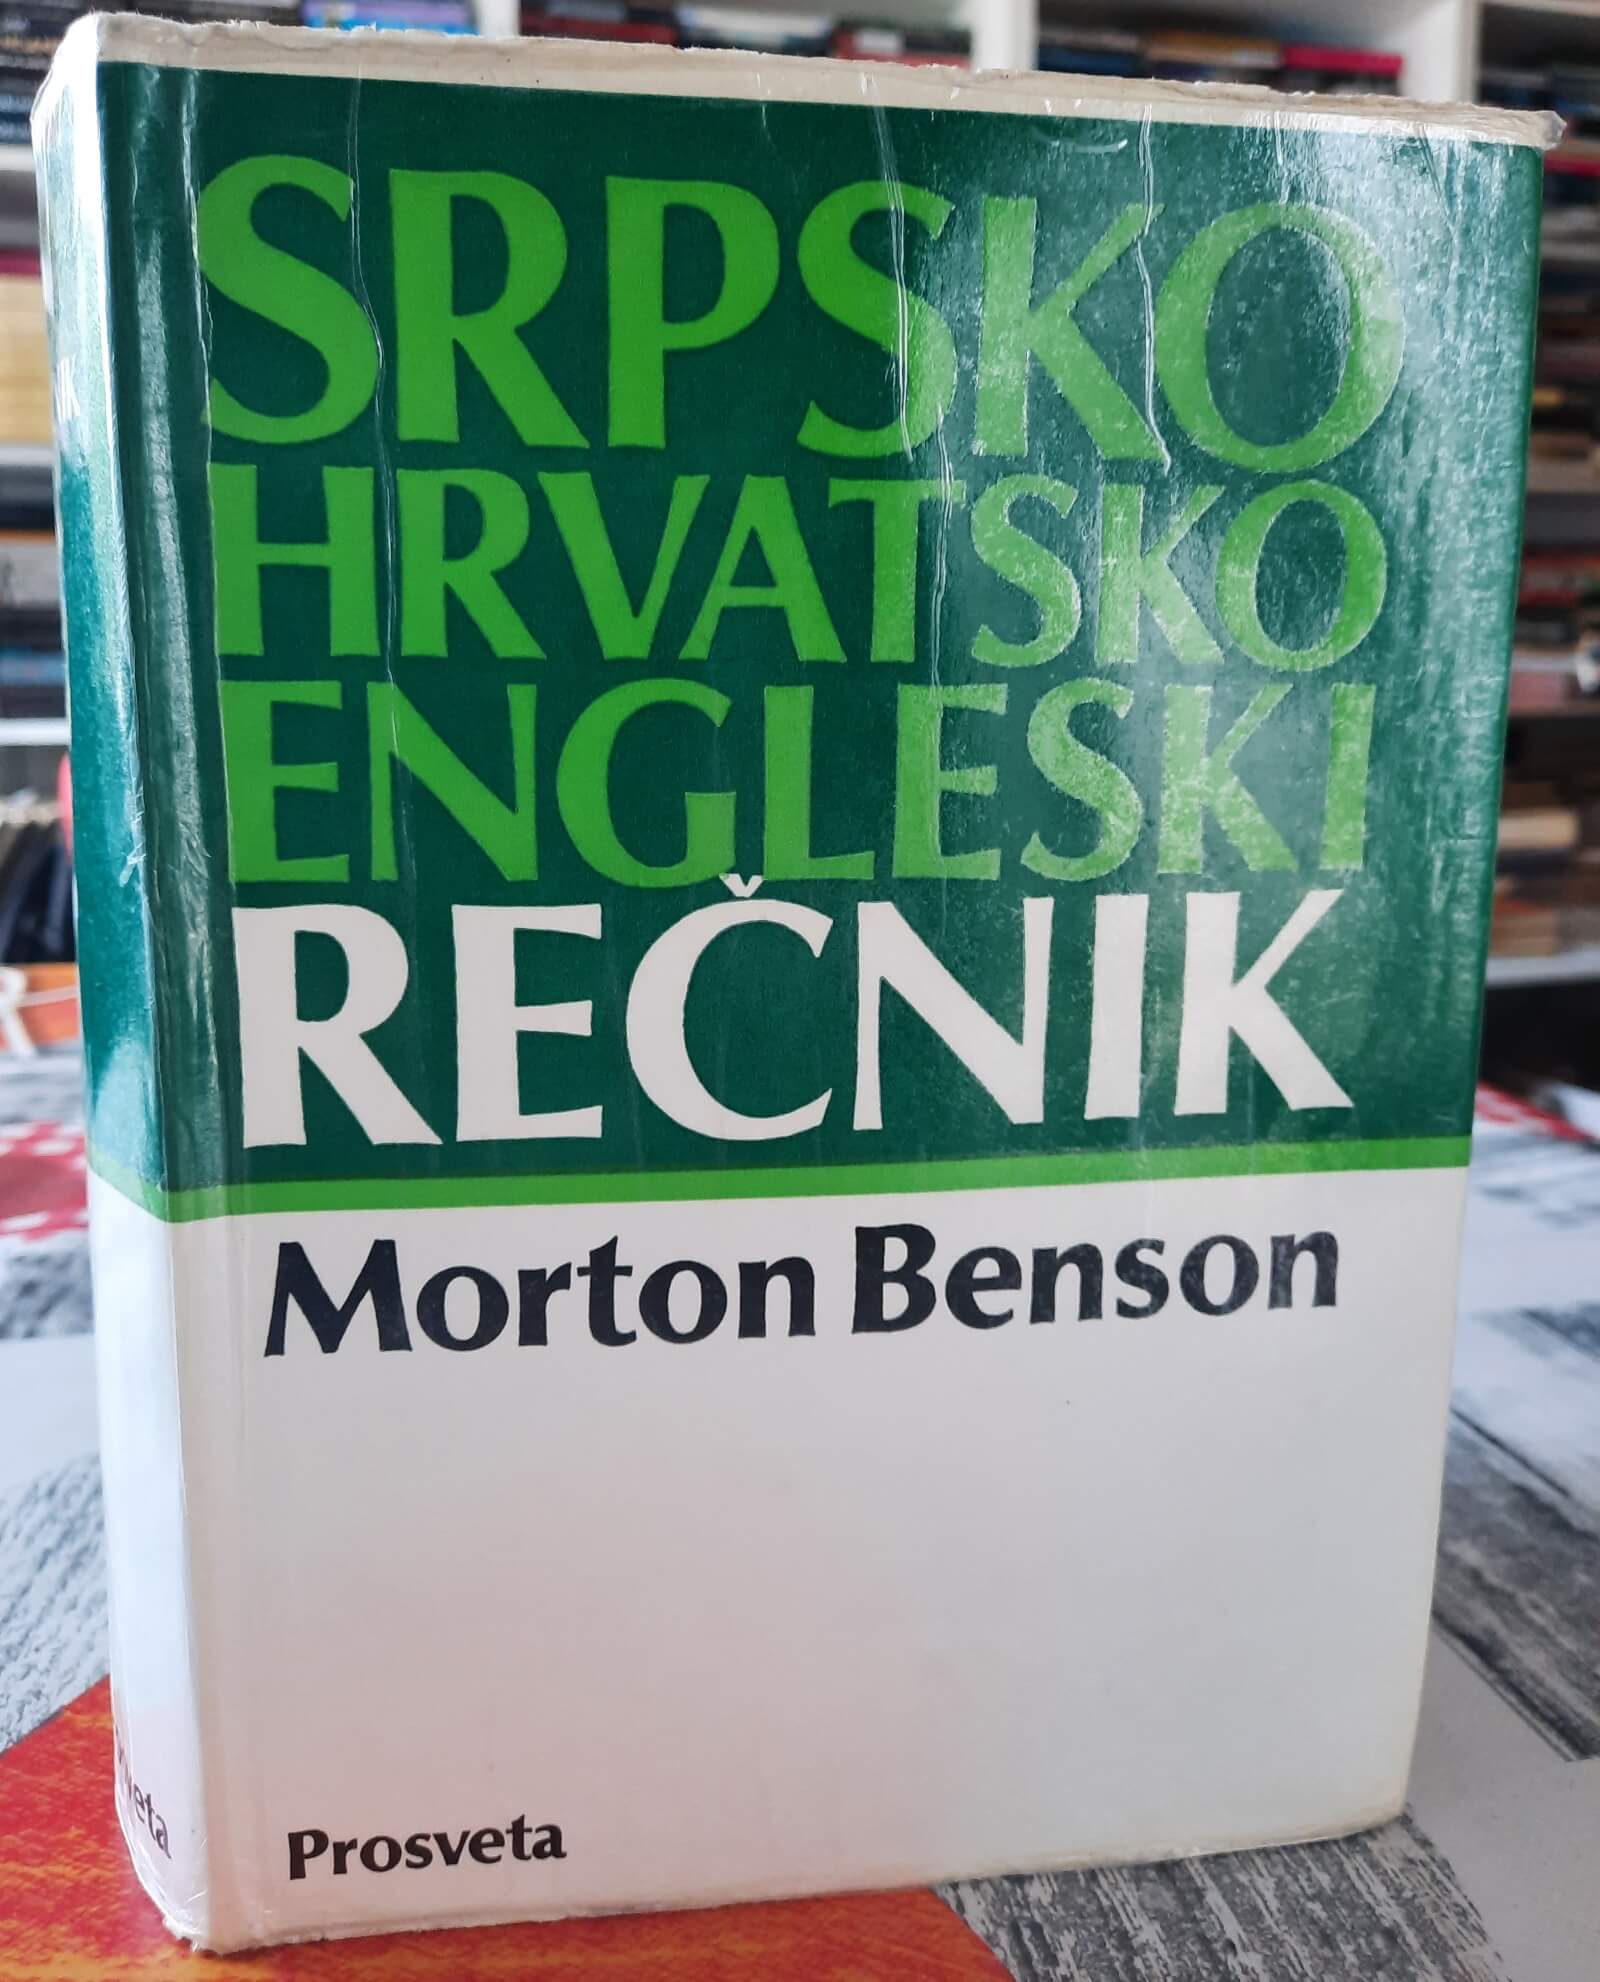 SRPSKO
HRVATSKO
ENGLESKI
REČNIK
Morton Benson
Prosveta